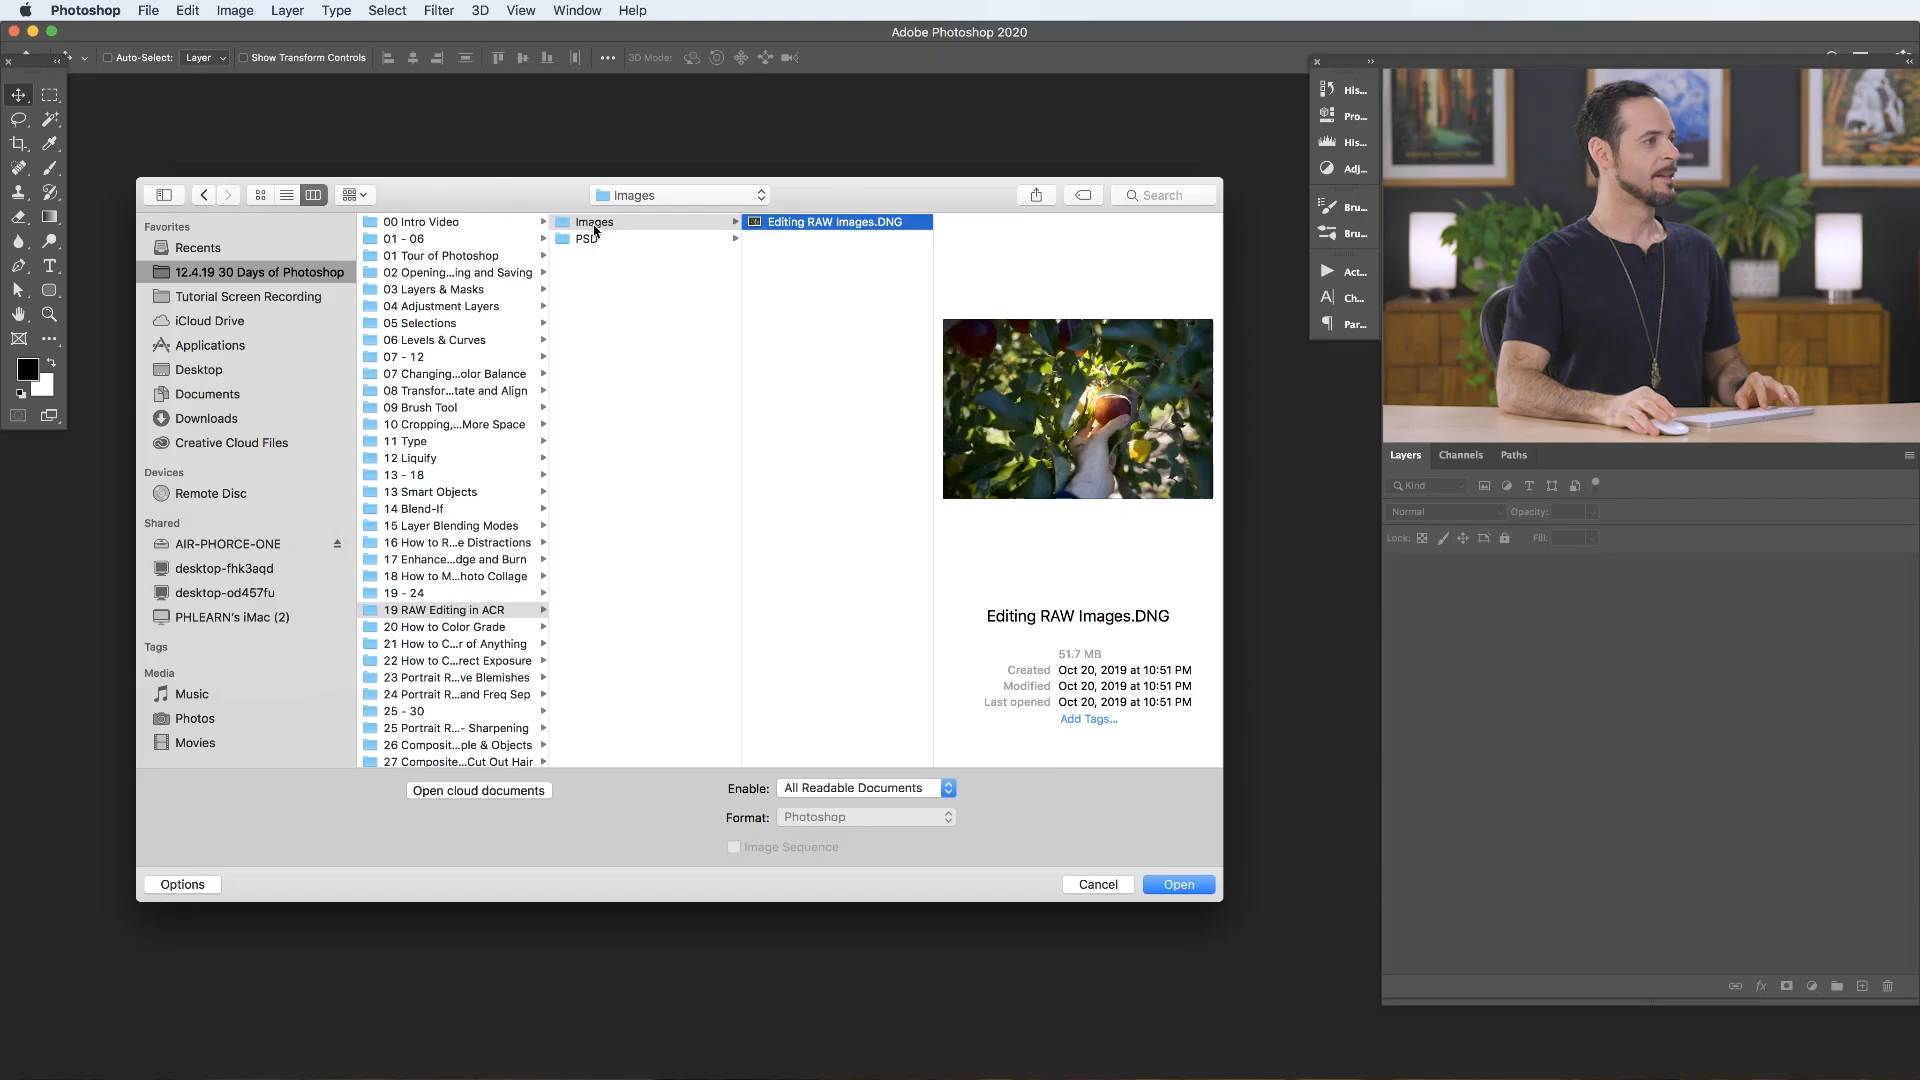 Photoshop File Edit Image Layer Type Select Filter 3D View Window Help
Adobe Photoshop 2020
Auto-Select: Layer Show Transform Controls 3D Mode:
His...
Pro...
His...
Adj...
Bru...
Bru...
Act...
Ch...
Par...
Images
Search
Favorites
Recents
12.4.19 30 Days of Photoshop
Tutorial Screen Recording
iCloud Drive
Applications
Desktop
Documents
Downloads
Creative Cloud Files
Devices
Remote Disc
Shared
AIR-PHORCE-ONE
desktop-fhk3aqd
desktop-od457fu
PHLEARN's iMac (2)
Tags
Media
Music
Photos
Movies
00 Intro Video
01 - 06
01 Tour of Photoshop
02 Opening...ing and Saving
03 Layers & Masks
04 Adjustment Layers
05 Selections
06 Levels & Curves
07 - 12
07 Changing...olor Balance
08 Transfor...tate and Align
09 Brush Tool
10 Cropping,...More Space
11 Type
12 Liquify
13 - 18
13 Smart Objects
14 Blend-If
15 Layer Blending Modes
16 How to R...e Distractions
17 Enhance...dge and Burn
18 How to M...hoto Collage
19 - 24
19 RAW Editing in ACR
20 How to Color Grade
21 How to C...r of Anything
22 How to C...rect Exposure
23 Portrait R...ve Blemishes
24 Portrait R...and Freq Sep
25 - 30
25 Portrait R...- Sharpening
26 Composit...ple & Objects
27 Composite...Cut Out Hair
Images
PSD
Editing RAW Images.DNG
Editing RAW Images.DNG
51.7 MB
Created Oct 20, 2019 at 10:51 PM
Modified Oct 20, 2019 at 10:51 PM
Last opened Oct 20, 2019 at 10:51 PM
Add Tags...
Open cloud documents
Enable: All Readable Documents
Format: Photoshop
Image Sequence
Options
Cancel Open
Layers Channels Paths
Kind
Normal Opacity:
Lock: Fill: